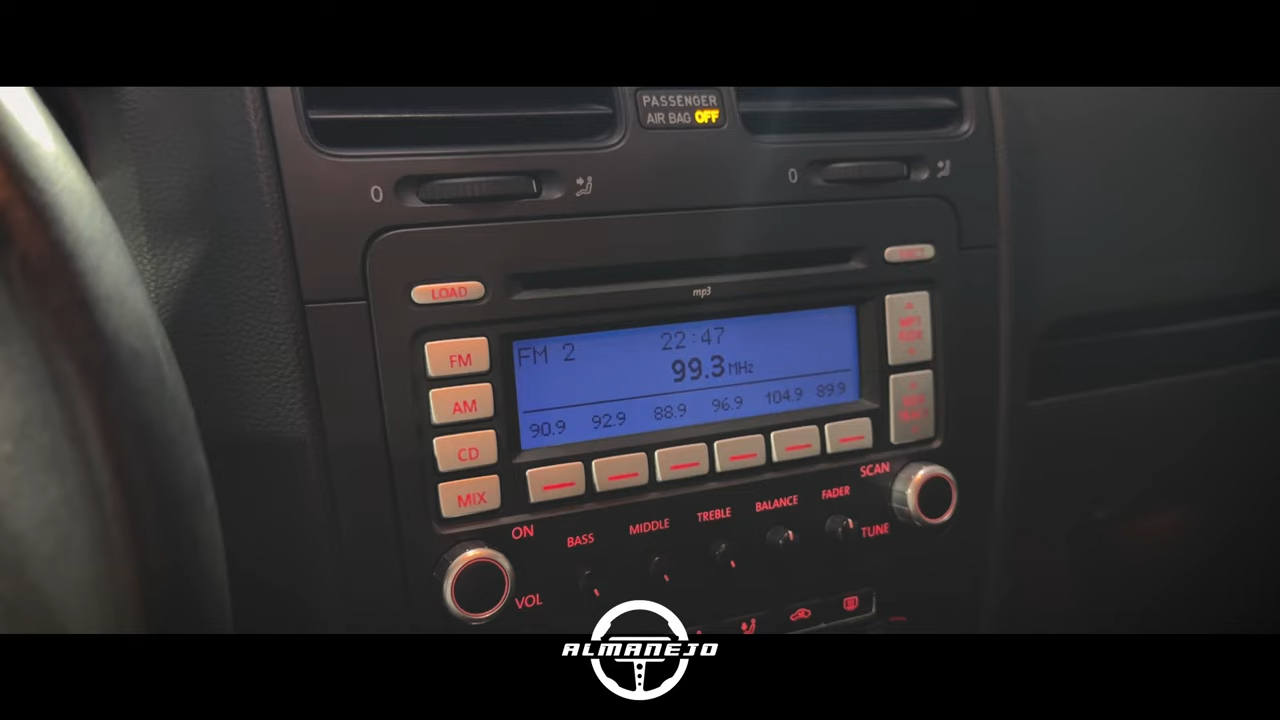 PASSENGER
AIR BAG OFF
0
0
LOAD
mp3
FM 2 22:47
99.3 MHz
90.9 92.9 88.9 96.9 104.9 89.9
FM
AM
CD
MIX
SCAN
ON BASS MIDDLE TREBLE BALANCE FADER
TUNE
VOL
ALMANEJO